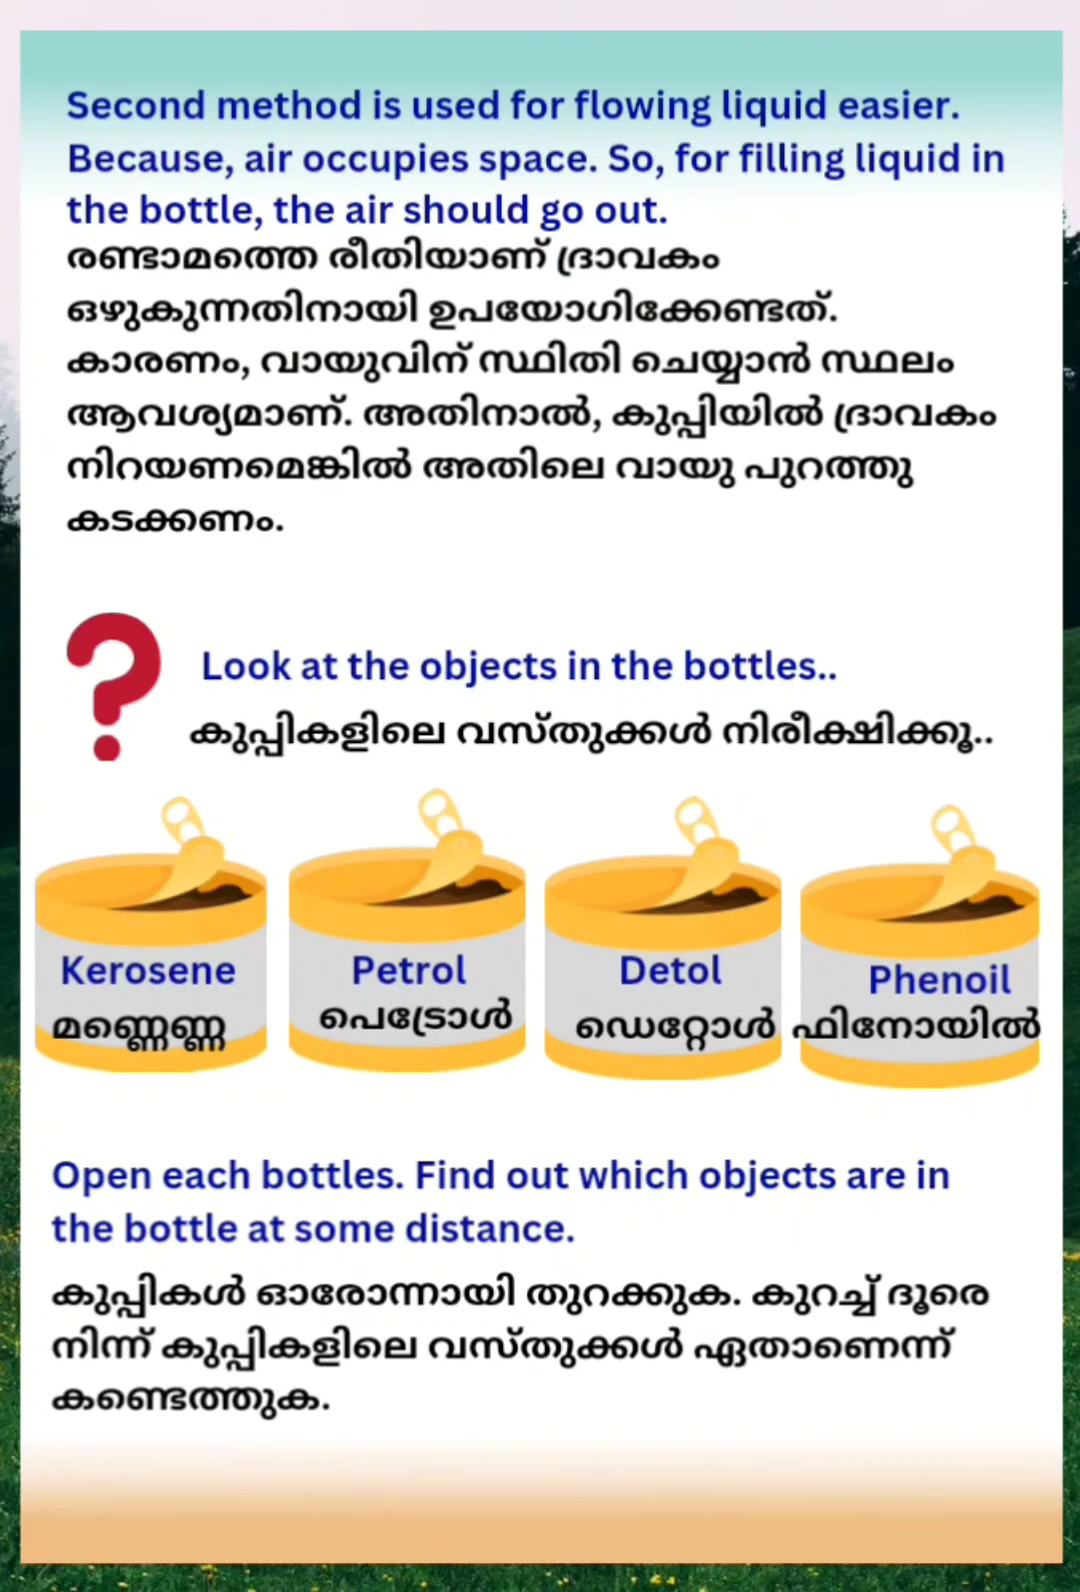 Second method is used for flowing liquid easier.
Because, air occupies space. So, for filling liquid in
the bottle, the air should go out.
രണ്ടാമത്തെ രീതിയാണ് ദ്രാവകം
ഒഴുകുന്നതിനായി ഉപയോഗിക്കേണ്ടത്.
കാരണം, വായുവിന് സ്ഥിതി ചെയ്യാൻ സ്ഥലം
ആവശ്യമാണ്. അതിനാൽ, കുപ്പിയിൽ ദ്രാവകം
നിറയണമെങ്കിൽ അതിലെ വായു പുറത്തു
കടക്കണം.
?
Look at the objects in the bottles..
കുപ്പികളിലെ വസ്തുക്കൾ നിരീക്ഷിക്കൂ..
Kerosene
മണ്ണെണ്ണ
Petrol
പെട്രോൾ
Detol
ഡെറ്റോൾ
Phenoil
ഫിനോയിൽ
Open each bottles. Find out which objects are in
the bottle at some distance.
കുപ്പികൾ ഓരോന്നായി തുറക്കുക. കുറച്ച് ദൂരെ
നിന്ന് കുപ്പികളിലെ വസ്തുക്കൾ ഏതാണെന്ന്
കണ്ടെത്തുക.